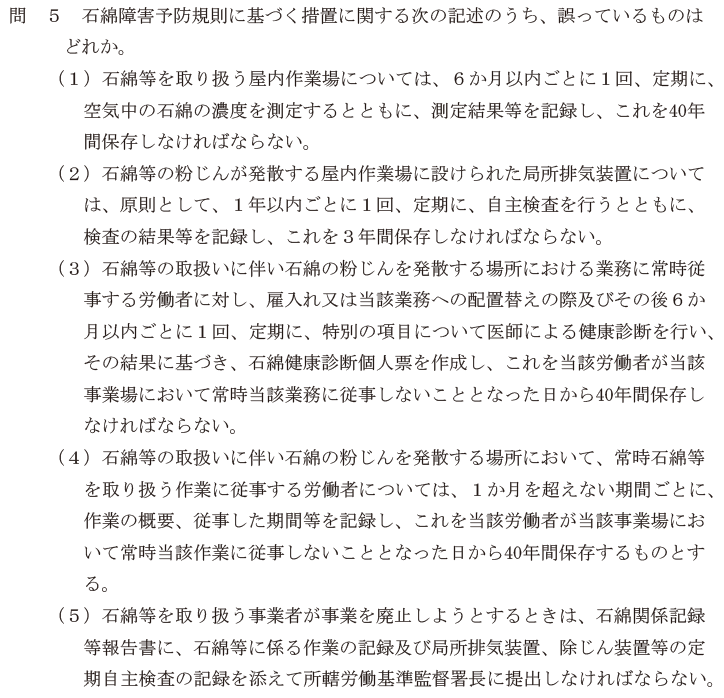 問　５　石綿障害予防規則に基づく措置に関する次の記述のうち、誤っているものは
どれか。
（１）石綿等を取り扱う屋内作業場については、６か月以内ごとに１回、定期に、
空気中の石綿の濃度を測定するとともに、測定結果等を記録し、これを40年
間保存しなければならない。
（２）石綿等の粉じんが発散する屋内作業場に設けられた局所排気装置について
は、原則として、１年以内ごとに１回、定期に、自主検査を行うとともに、
検査の結果等を記録し、これを３年間保存しなければならない。
（３）石綿等の取扱いに伴い石綿の粉じんを発散する場所における業務に常時従
事する労働者に対し、雇入れ又は当該業務への配置替えの際及びその後６か
月以内ごとに１回、定期に、特別の項目について医師による健康診断を行い、
その結果に基づき、石綿健康診断個人票を作成し、これを当該労働者が当該
事業場において常時当該業務に従事しないこととなった日から40年間保存し
なければならない。
（４）石綿等の取扱いに伴い石綿の粉じんを発散する場所において、常時石綿等
を取り扱う作業に従事する労働者については、１か月を超えない期間ごとに、
作業の概要、従事した期間等を記録し、これを当該労働者が当該事業場にお
いて常時当該作業に従事しないこととなった日から40年間保存するものとす
る。
（５）石綿等を取り扱う事業者が事業を廃止しようとするときは、石綿関係記録
等報告書に、石綿等に係る作業の記録及び局所排気装置、除じん装置等の定
期自主検査の記録を添えて所轄労働基準監督署長に提出しなければならない。